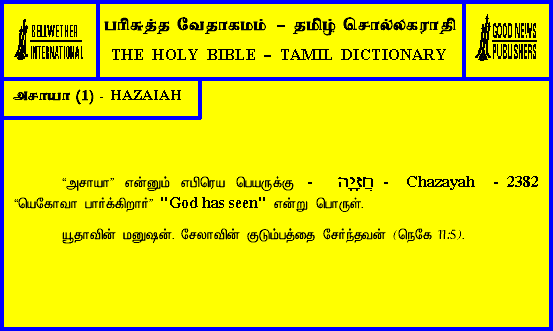 BELLWETHER
INTERNATIONAL
பரிசுத்த வேதாகமம் – தமிழ் சொல்லகராதி
THE HOLY BIBLE – TAMIL DICTIONARY
GOOD NEWS
PUBLISHERS
அசாயா (1) - HAZAIAH
“அசாயா” என்னும் எபிரெய பெயருக்கு - חֲזָיָה - Chazayah - 2382
“யெகோவா பார்க்கிறார்” "God has seen" என்று பொருள்.
யூதாவின் மனுஷன். சேலாவின் குடும்பத்தை சேர்ந்தவன் (நெகே 11:5).